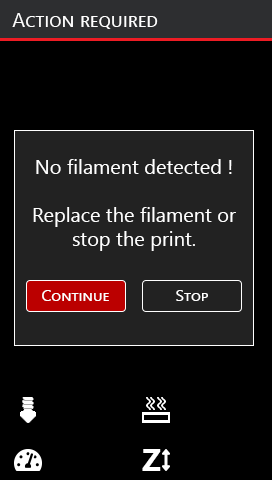 Action required
No filament detected !
Replace the filament or
stop the print.
Continue
Stop
Z